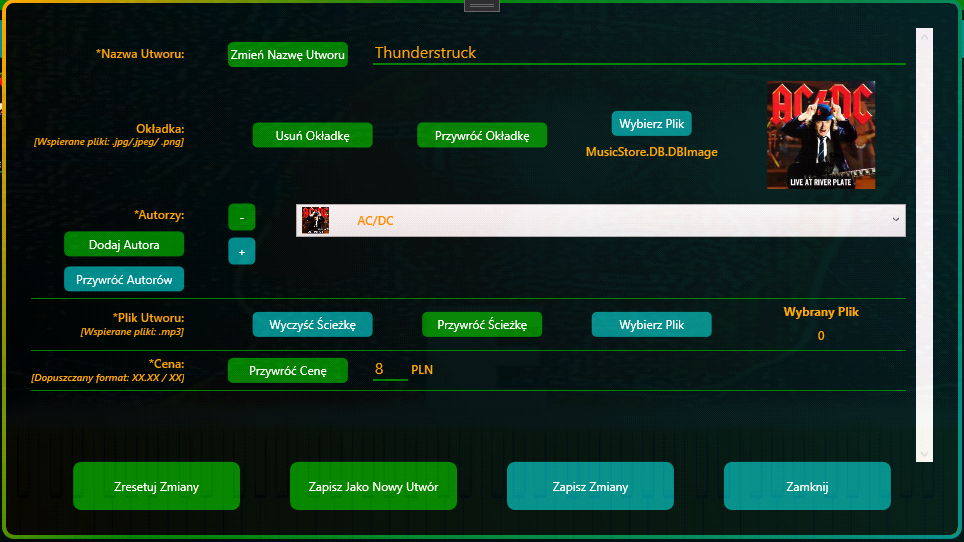 *Nazwa Utworu:
Zmień Nazwę Utworu
Thunderstruck
Okładka:
[Wspierane pliki: .jpg/.jpeg/ .png]
Usuń Okładkę
Przywróć Okładkę
Wybierz Plik
MusicStore.DB.DBImage
AC/DC
LIVE AT RIVER PLATE
*Autorzy:
-
AC/DC
Dodaj Autora
+
Przywróć Autorów
*Plik Utworu:
[Wspierane pliki: .mp3]
Wyczyść Ścieżkę
Przywróć Ścieżkę
Wybierz Plik
Wybrany Plik
0
*Cena:
[Dopuszczany format: XX.XX / XX]
Przywróć Cenę
8 PLN
Zresetuj Zmiany
Zapisz Jako Nowy Utwór
Zapisz Zmiany
Zamknij